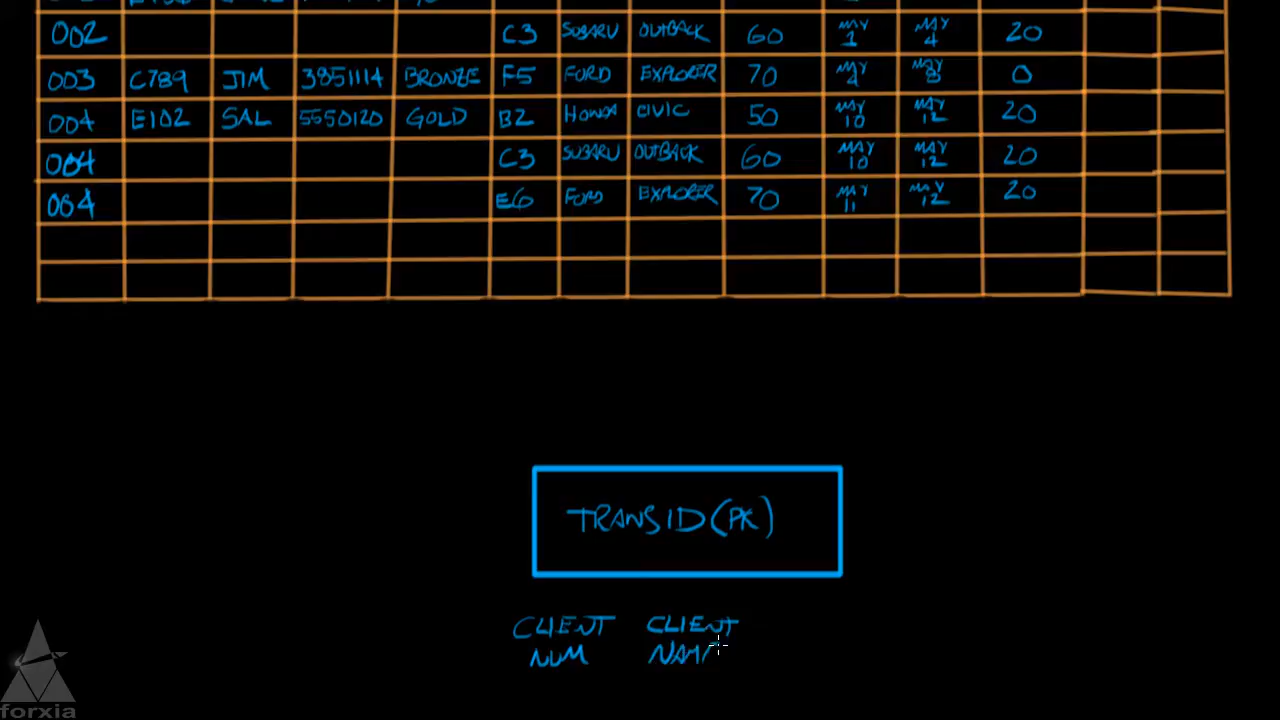 002 C3 SUBARU OUTBACK 60 MAY 1 MAY 4 20
003 C789 JIM 3851114 BRONZE F5 FORD EXPLORER 70 MAY 4 MAY 8 0
004 E102 SAL 5550120 GOLD B2 HONDA CIVIC 50 MAY 10 MAY 12 20
004 C3 SUBARU OUTBACK 60 MAY 10 MAY 12 20
004 E6 FORD EXPLORER 70 MAY 11 MAY 12 20
TRANSID(PK)
CLIENT CLIENT
NUM NAM
forxia